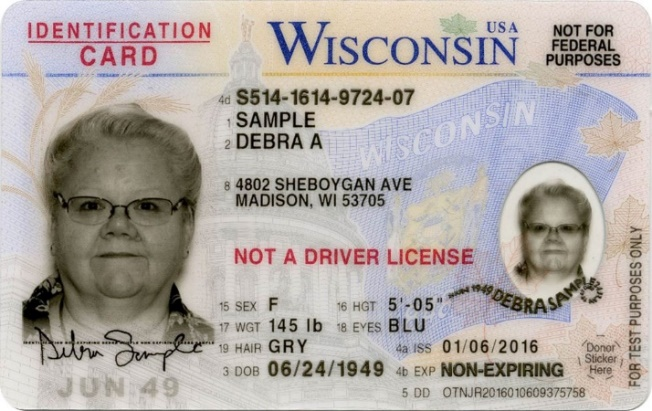 IDENTIFICATION
CARD
WISCONSIN USA
NOT FOR
FEDERAL
PURPOSES
4d S514-1614-9724-07
1 SAMPLE
2 DEBRA A
8 4802 SHEBOYGAN AVE
MADISON, WI 53705
WISCONSIN
NOT A DRIVER LICENSE
15 SEX F 16 HGT 5'-05"
17 WGT 145 lb 18 EYES BLU
19 HAIR GRY 4a ISS 01/06/2016
3 DOB 06/24/1949 4b EXP NON-EXPIRING
5 DD OTNJR2016010609375758
Debra Sample
JUN 49
DEBRASAMPLE
Donor
Sticker
Here
FOR TEST PURPOSES ONLY